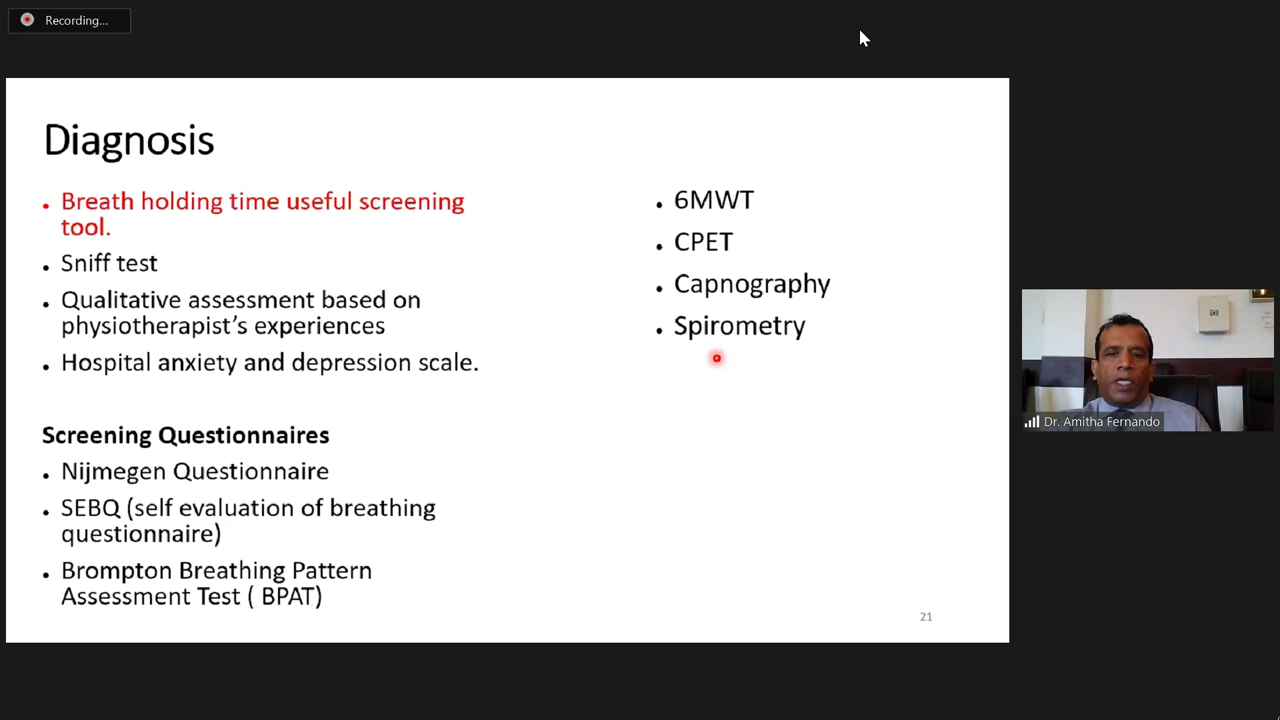 Recording...
Diagnosis
• Breath holding time useful screening
tool.
• Sniff test
• Qualitative assessment based on
physiotherapist’s experiences
• Hospital anxiety and depression scale.
Screening Questionnaires
• Nijmegen Questionnaire
• SEBQ (self evaluation of breathing
questionnaire)
• Brompton Breathing Pattern
Assessment Test ( BPAT)
• 6MWT
• CPET
• Capnography
• Spirometry
21
Dr. Amitha Fernando